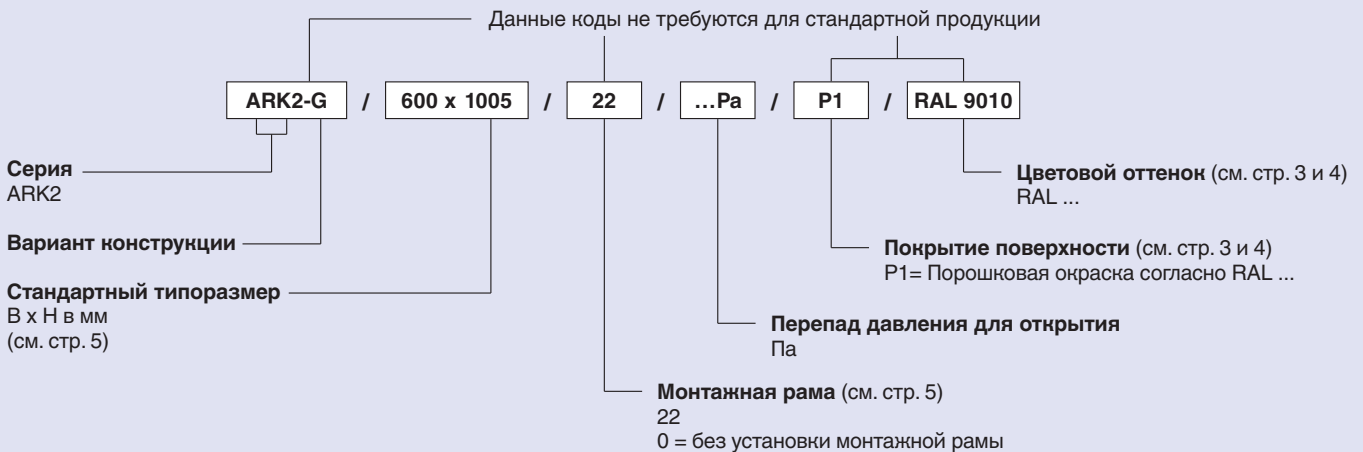 Данные коды не требуются для стандартной продукции
ARK2-G / 600 x 1005 / 22 / ...Pa / P1 / RAL 9010
Серия
ARK2
Вариант конструкции
Стандартный типоразмер
B x H в мм
(см. стр. 5)
Цветовой оттенок (см. стр. 3 и 4)
RAL ...
Покрытие поверхности (см. стр. 3 и 4)
P1= Порошковая окраска согласно RAL ...
Перепад давления для открытия
Па
Монтажная рама (см. стр. 5)
22
0 = без установки монтажной рамы